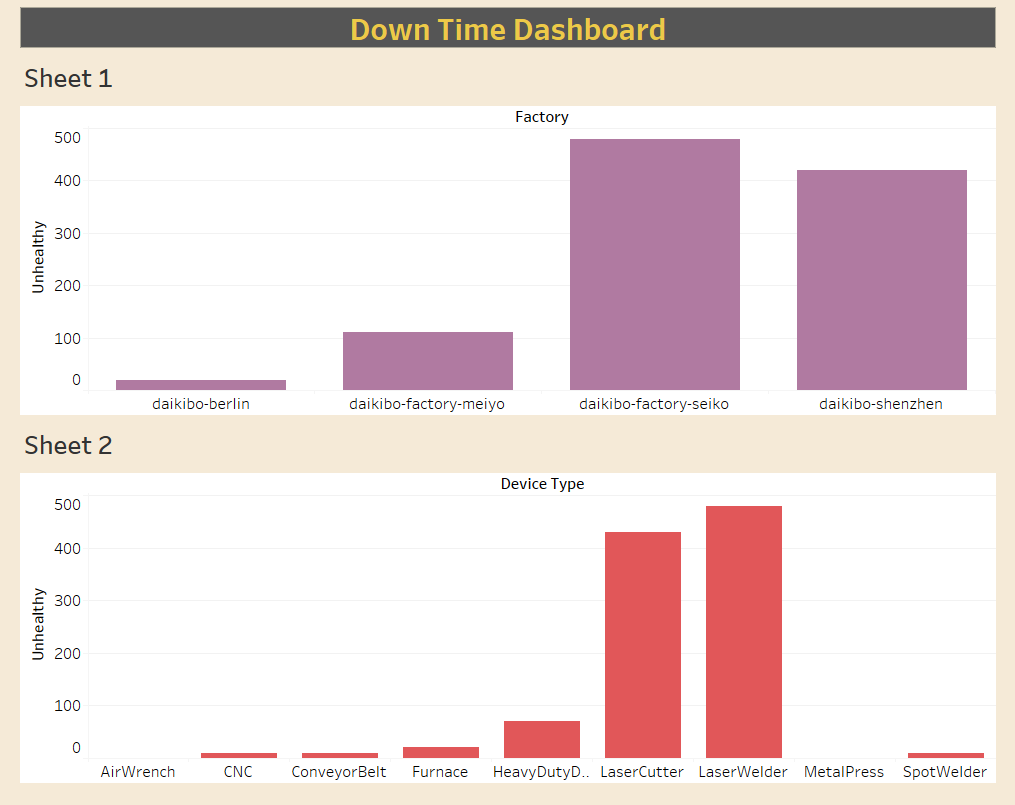 Down Time Dashboard
Sheet 1
Factory
Unhealthy
500
400
300
200
100
0
daikibo-berlin daikibo-factory-meiyo daikibo-factory-seiko daikibo-shenzhen
Sheet 2
Device Type
Unhealthy
500
400
300
200
100
0
AirWrench CNC ConveyorBelt Furnace HeavyDutyD.. LaserCutter LaserWelder MetalPress SpotWelder